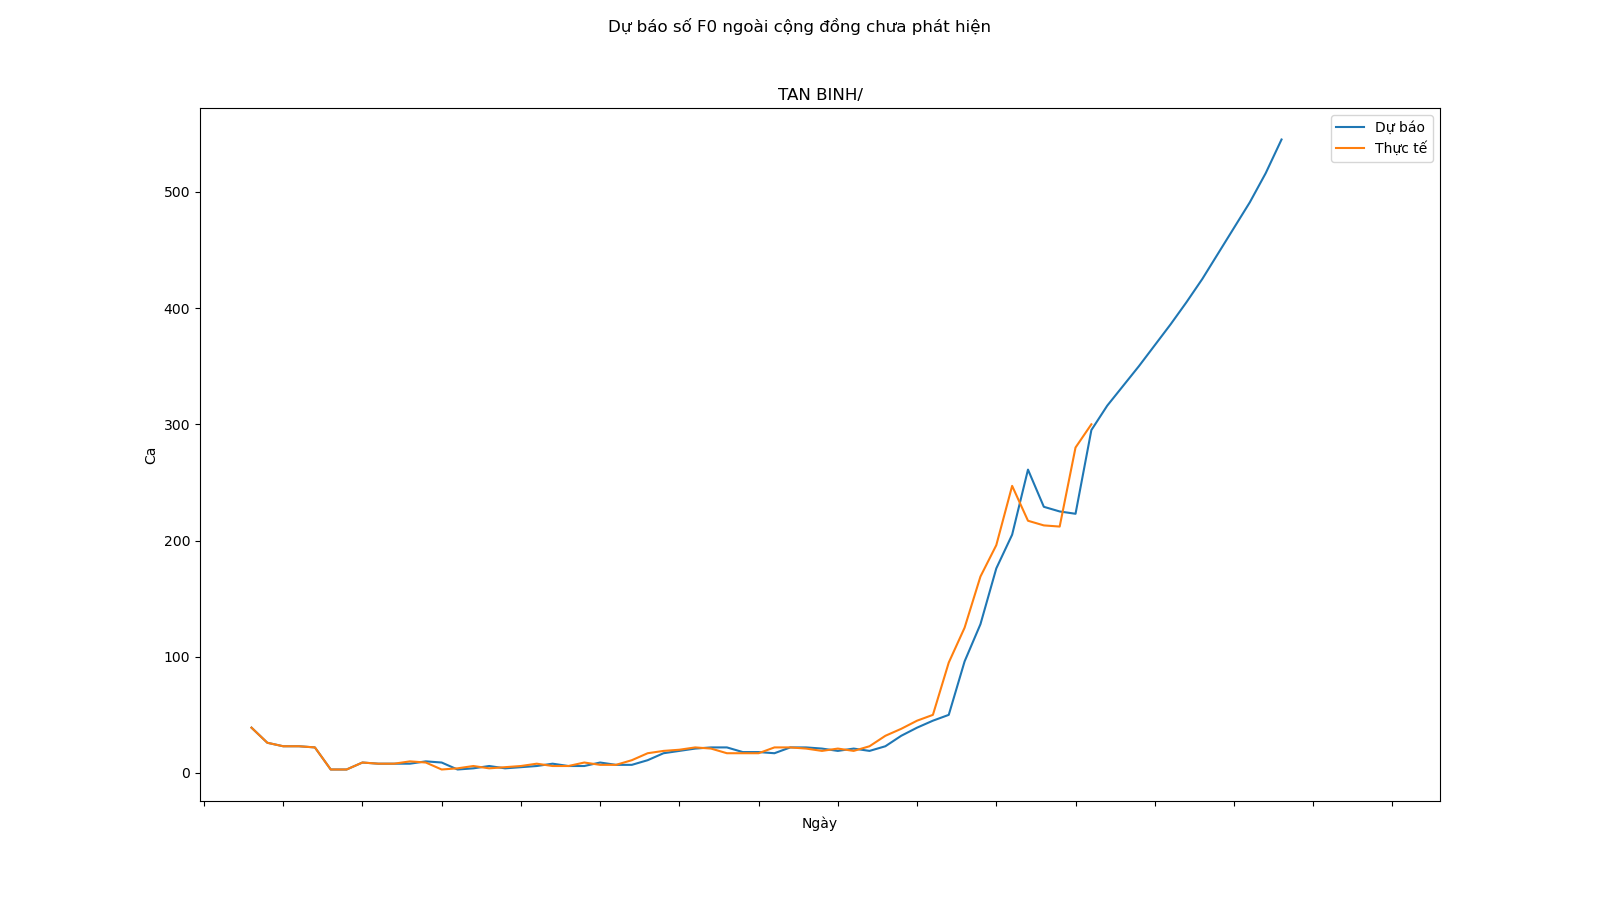 Dự báo số F0 ngoài cộng đồng chưa phát hiện
TAN BINH/
Dự báo
Thực tế
500
400
300
200
100
0
Ca
Ngày